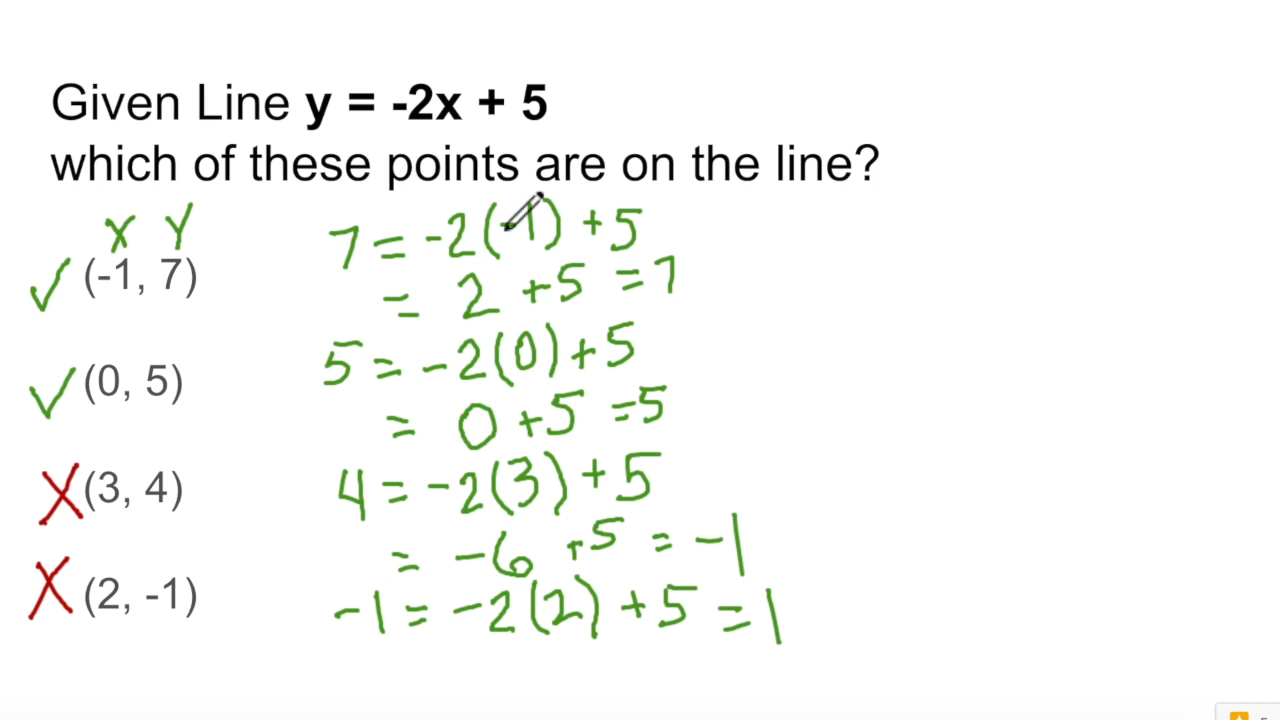 Given Line y = -2x + 5
which of these points are on the line?
X Y
(-1, 7)
7 = -2(-1) + 5
= 2 + 5 = 7
(0, 5)
5 = -2(0) + 5
= 0 + 5 = 5
(3, 4)
4 = -2(3) + 5
= -6 + 5 = -1
(2, -1)
-1 = -2(2) + 5 = 1